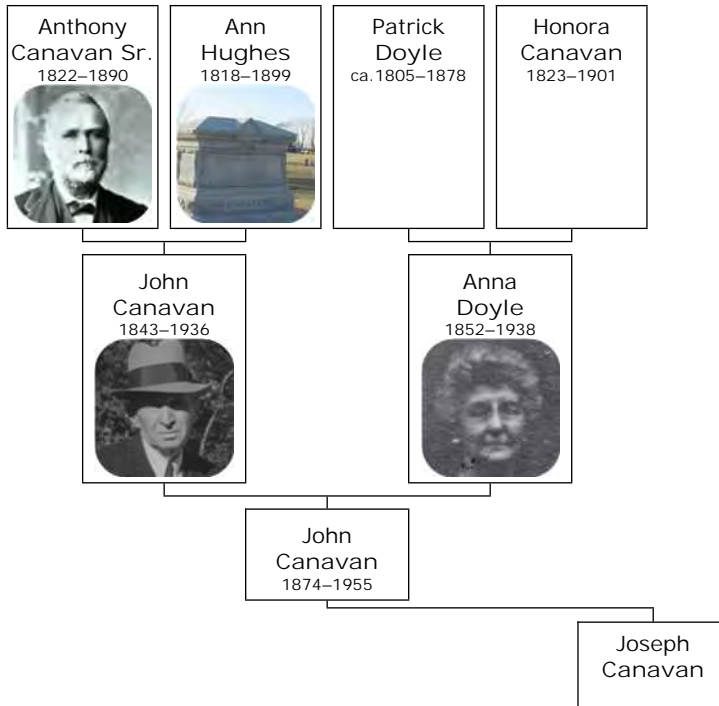 Anthony
Canavan Sr.
1822–1890
Ann
Hughes
1818–1899
Patrick
Doyle
ca.1805–1878
Honora
Canavan
1823–1901
John
Canavan
1843–1936
Anna
Doyle
1852–1938
John
Canavan
1874–1955
Joseph
Canavan